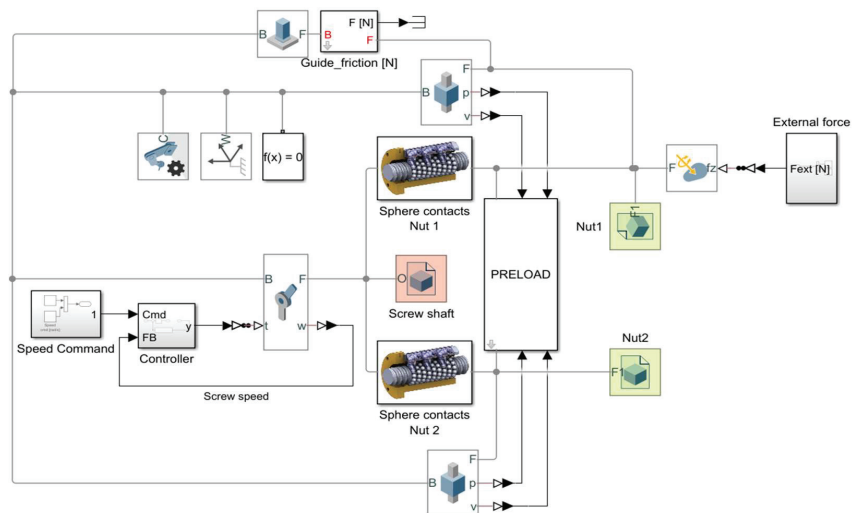 B
F
B
F [N]
F
Guide_friction [N]
B
F
p
v
C
W
f(x) = 0
External force
F
fz
Fext [N]
Sphere contacts
Nut 1
Nut1
F1
PRELOAD
B
F
t
w
O
Screw shaft
1
Speed Command
Cmd
FB
y
Controller
Screw speed
Sphere contacts
Nut 2
Nut2
F1
B
F
p
v